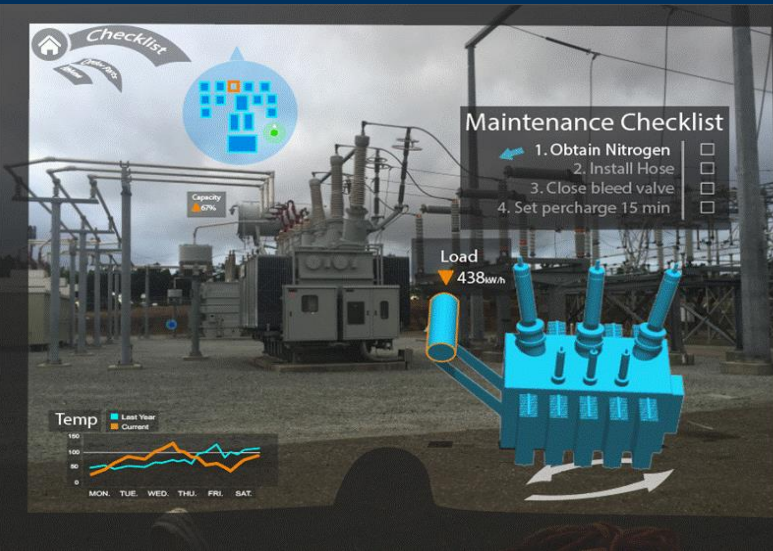 Checklist
Capacity
67%
Maintenance Checklist
1. Obtain Nitrogen
2. Install Hose
3. Close bleed valve
4. Set percharge 15 min
Load
438kW/h
Temp
Last Year
Current
150
100
50
0
MON. TUE. WED. THU. FRI. SAT.